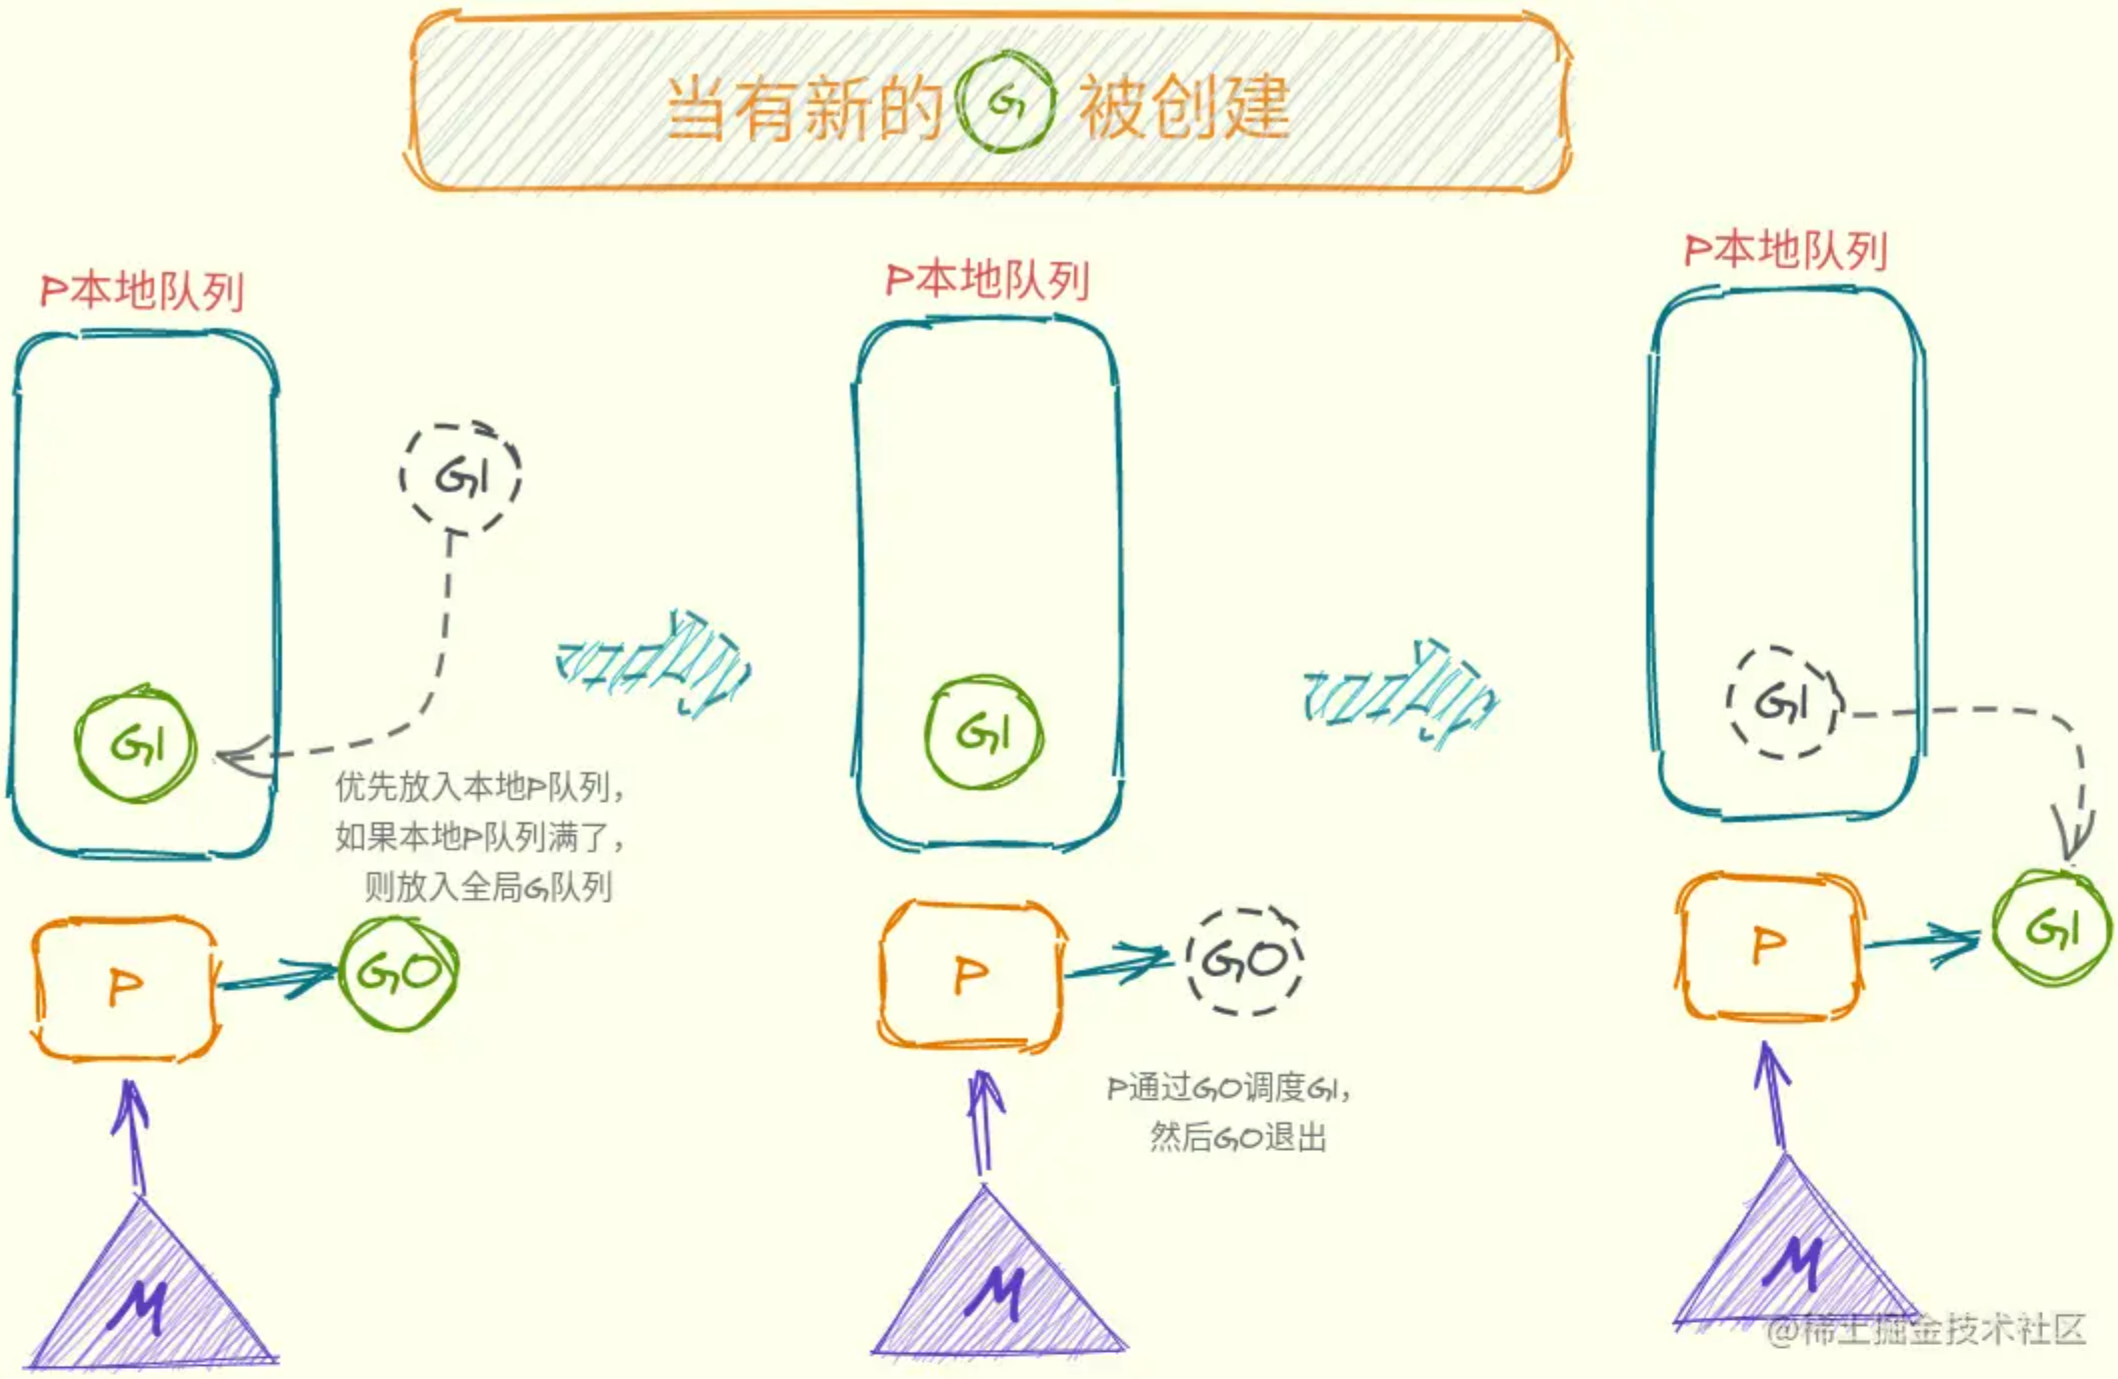 当有新的 G 被创建
P本地队列
G1
G1
优先放入本地P队列，
如果本地P队列满了，
则放入全局G队列
P
G0
M
P本地队列
G1
P
G0
P通过G0调度G1，
然后G0退出
M
P本地队列
G1
P
G1
M
@稀土掘金技术社区